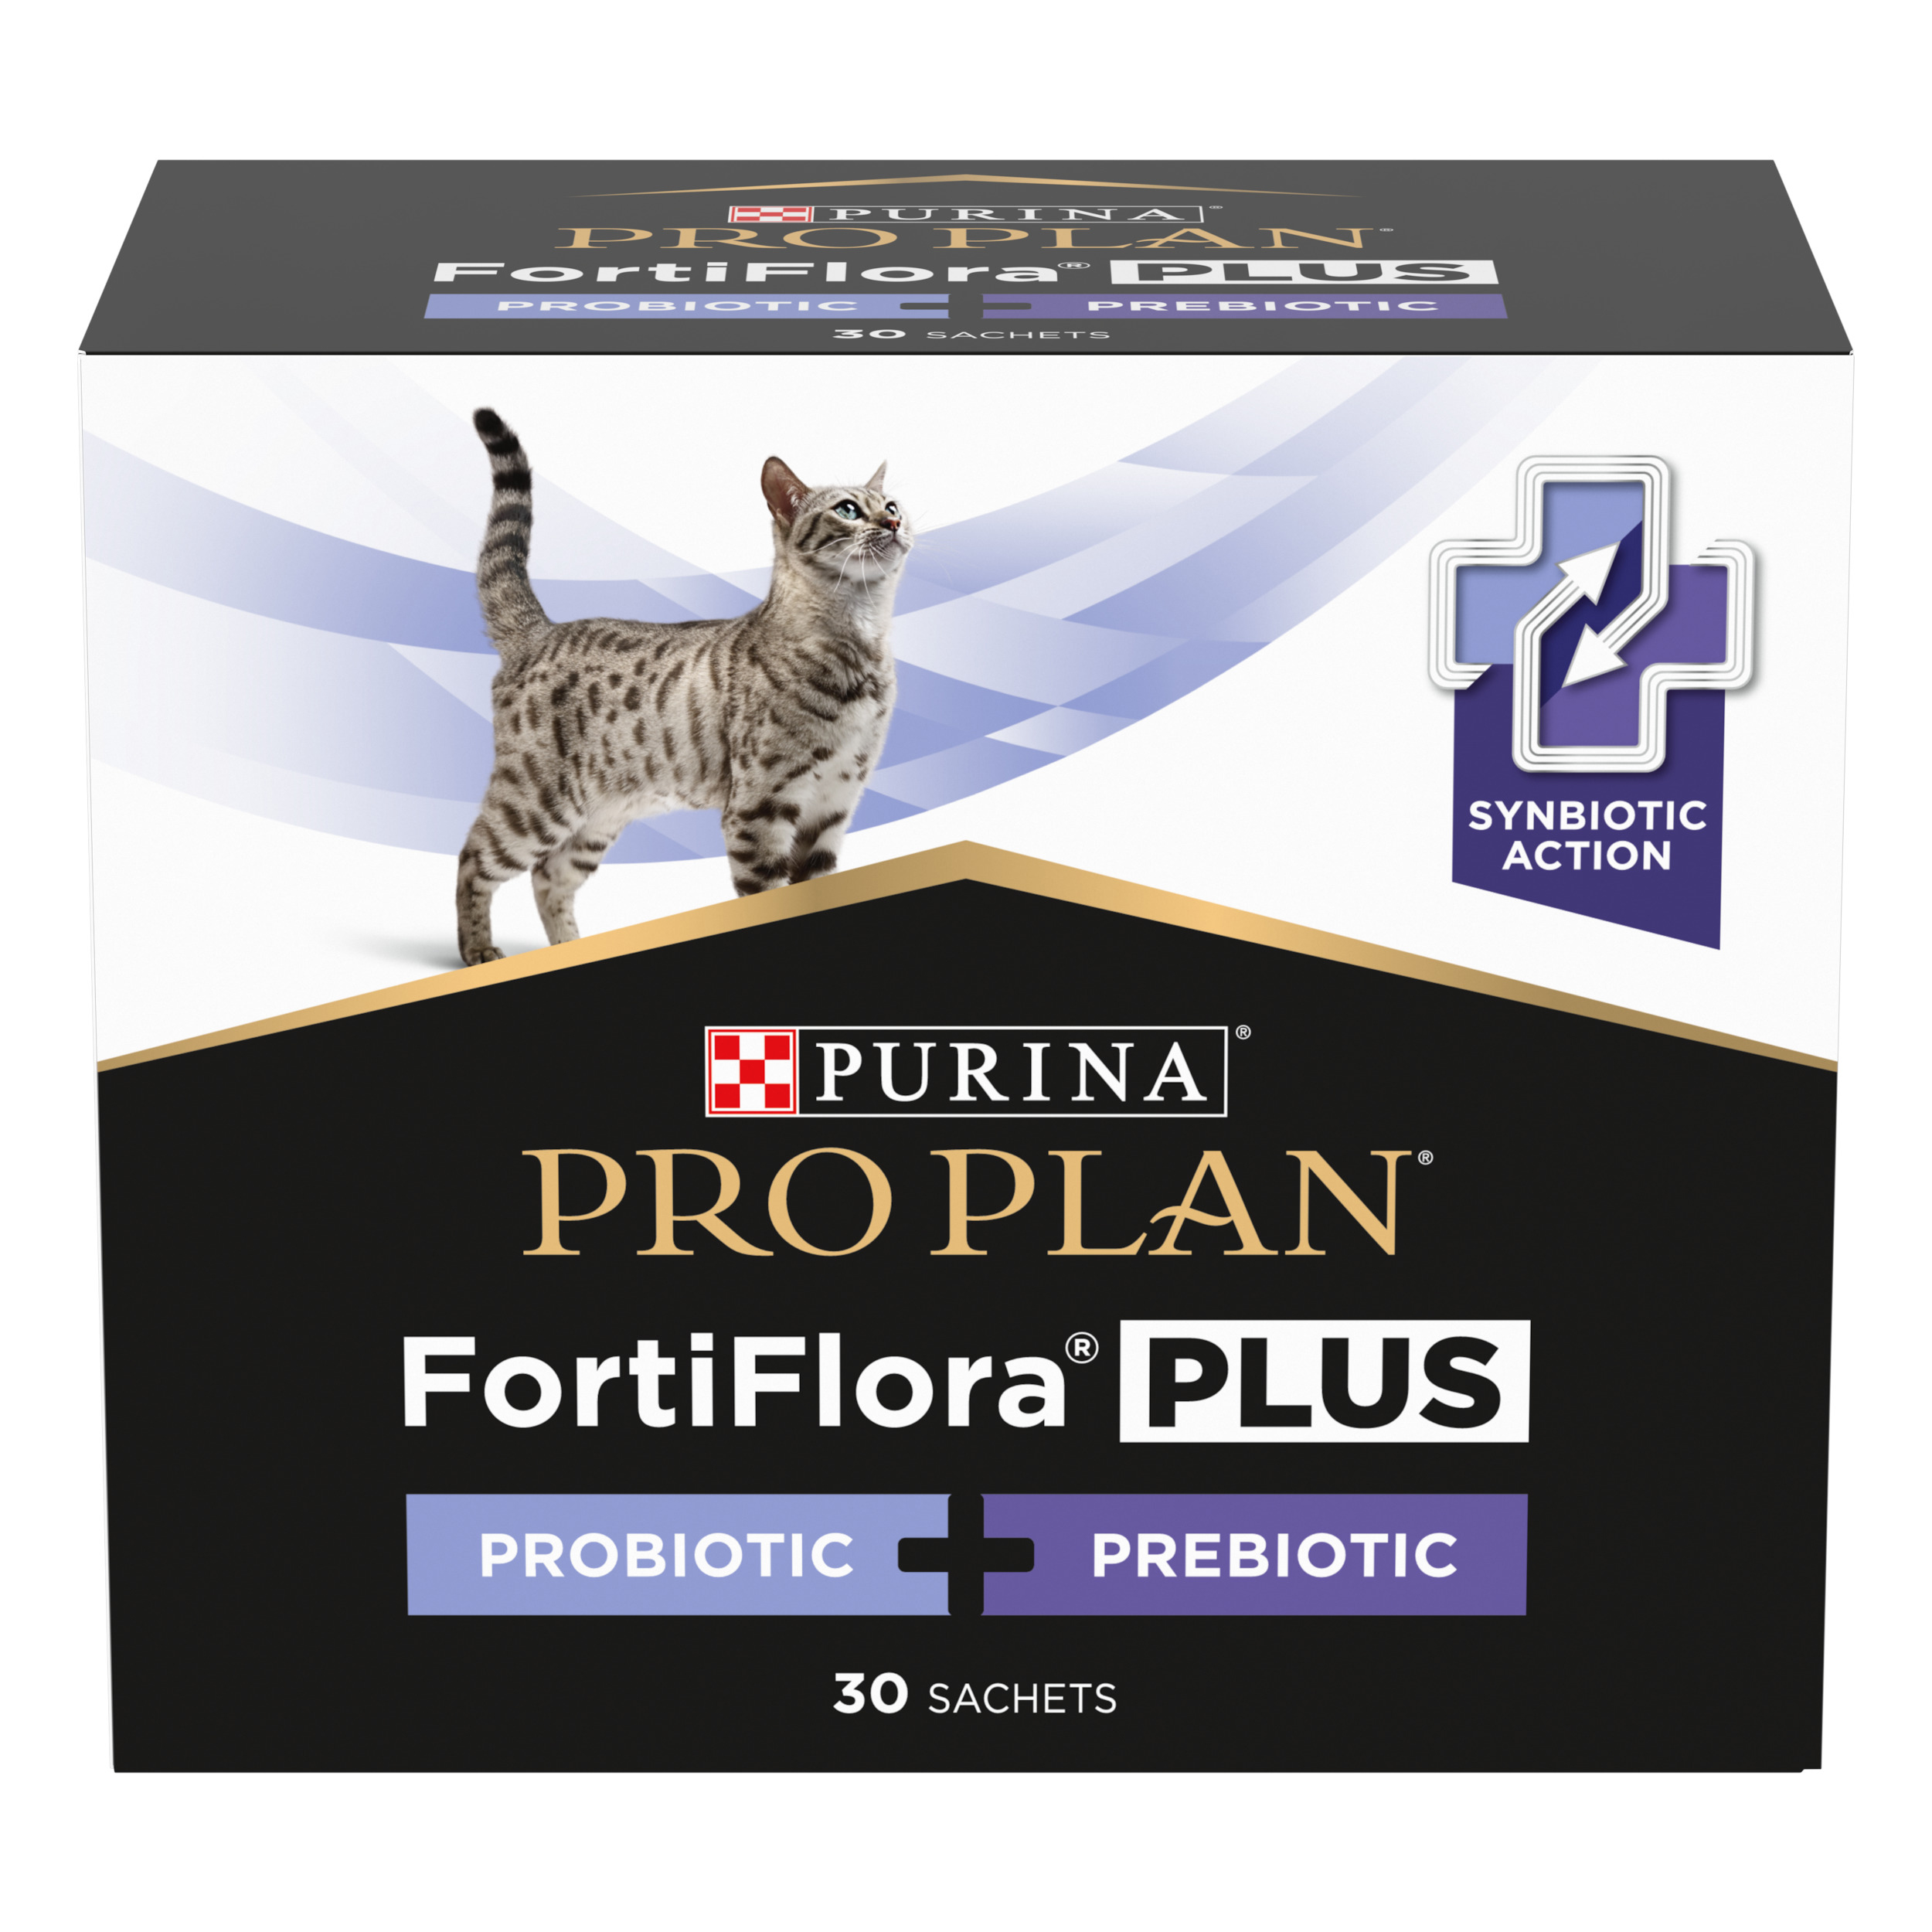 PURINA®
PRO PLAN®
FortiFlora® PLUS
PROBIOTIC + PREBIOTIC
30 SACHETS
SYNBIOTIC
ACTION
PURINA®
PRO PLAN®
FortiFlora® PLUS
PROBIOTIC + PREBIOTIC
30 SACHETS